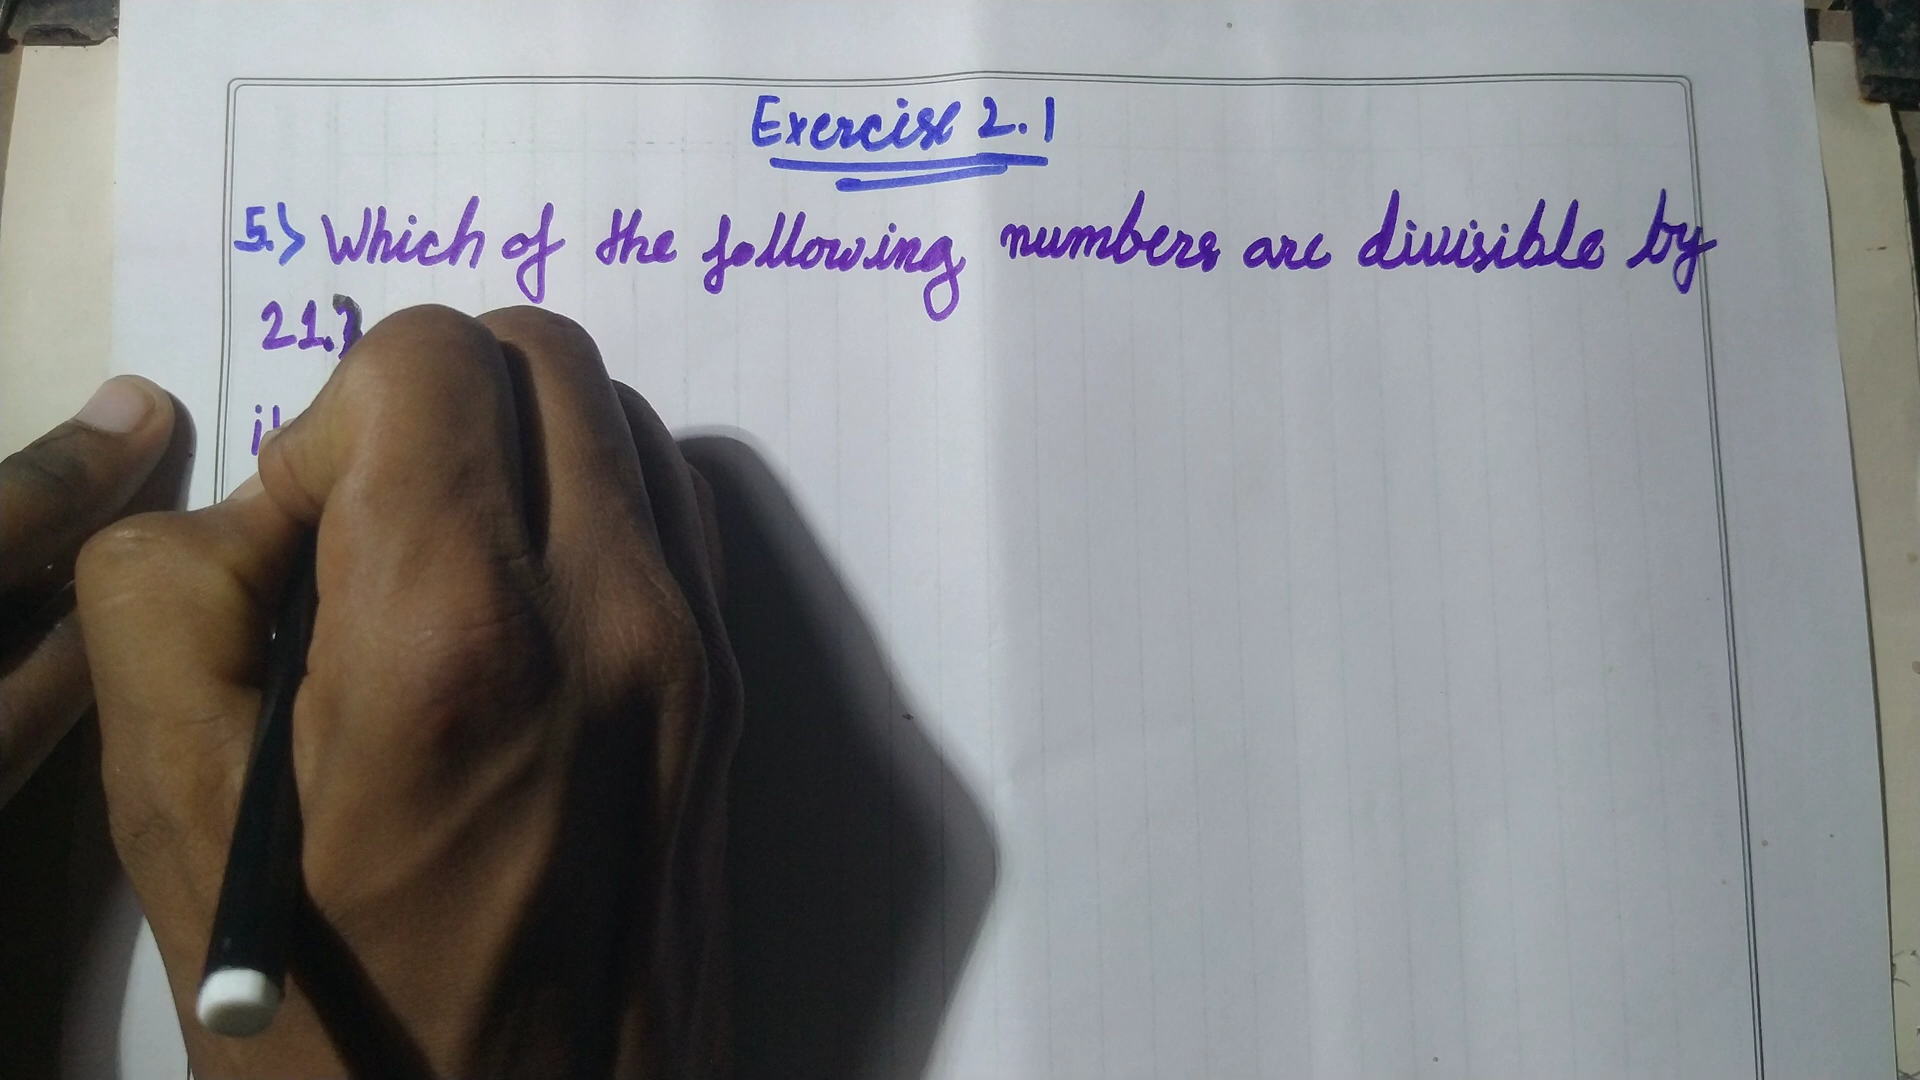 Exercise 2.1
5.> Which of the following numbers are divisible by
21.?
i)